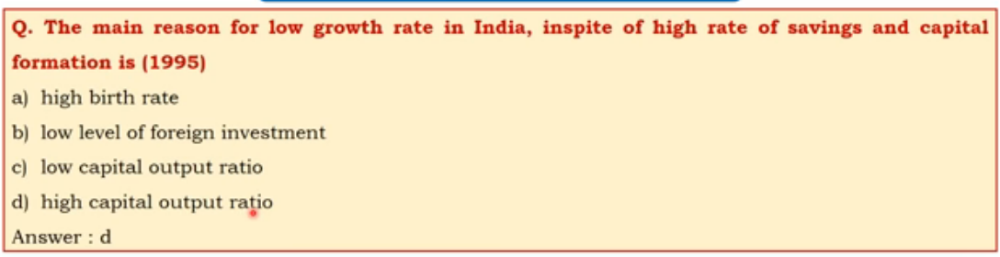 Q. The main reason for low growth rate in India, inspite of high rate of savings and capital
formation is (1995)
a) high birth rate
b) low level of foreign investment
c) low capital output ratio
d) high capital output ratio
Answer : d